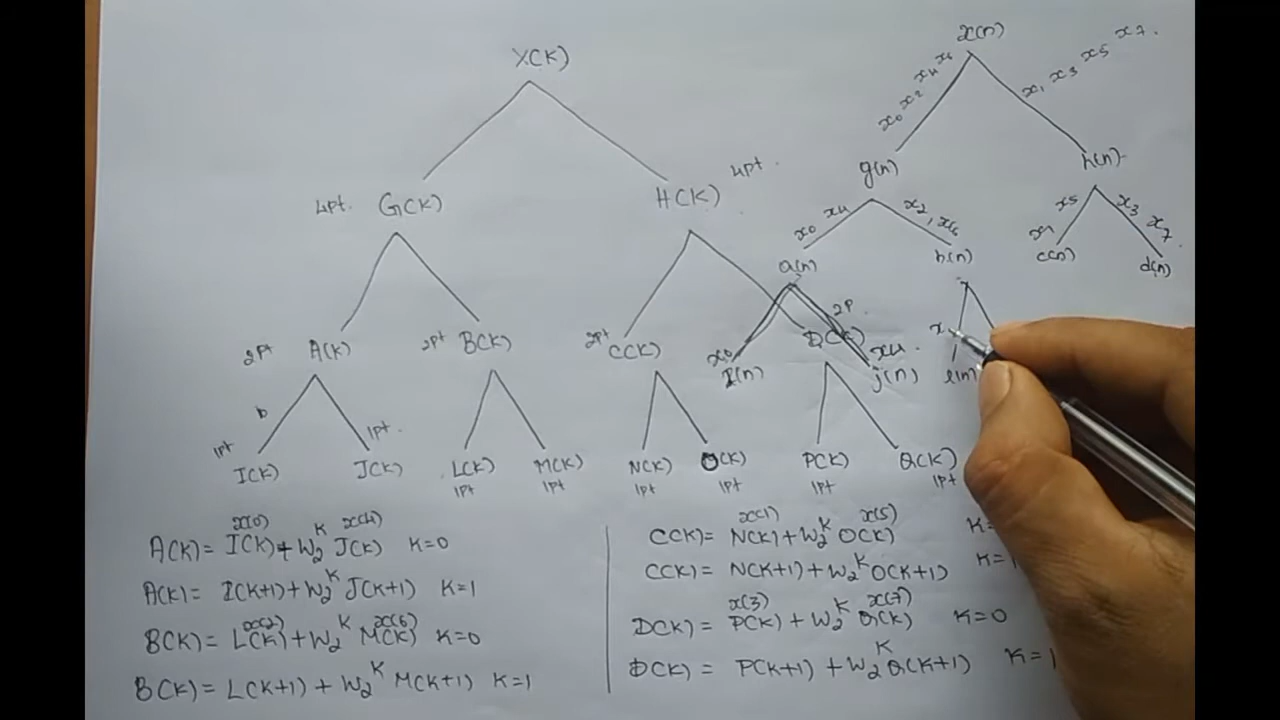 X(K)
4pt. G(K)
H(K) 4pt.
2Pt A(K)
2Pt B(K)
2Pt C(K)
D(K)
1pt I(K)
1pt. J(K)
L(K) 1pt
M(K) 1pt
N(K) 1pt
O(K) 1pt
P(K) 1pt
Q(K) 1pt
x(n)
x0 x2 x4 x6
x1 x3 x5 x7.
g(n)
h(n)
x0 x4
x2, x6
x1 x5
x3 x7.
a(n)
b(n)
c(n)
d(n)
2P.
x0
x4.
I(n)
j(n)
x
l(n)
x(0) x(4)
A(K) = I(K) + W2^K J(K) K=0
A(K) = I(K+1) + W2^K J(K+1) K=1
x(2) x(6)
B(K) = L(K) + W2^K M(K) K=0
B(K) = L(K+1) + W2^K M(K+1) K=1
x(1) x(5)
C(K) = N(K) + W2^K O(K) K=
C(K) = N(K+1) + W2^K O(K+1) K=1
x(3) x(7)
D(K) = P(K) + W2^K Q(K) K=0
D(K) = P(K+1) + W2^K Q(K+1) K=1